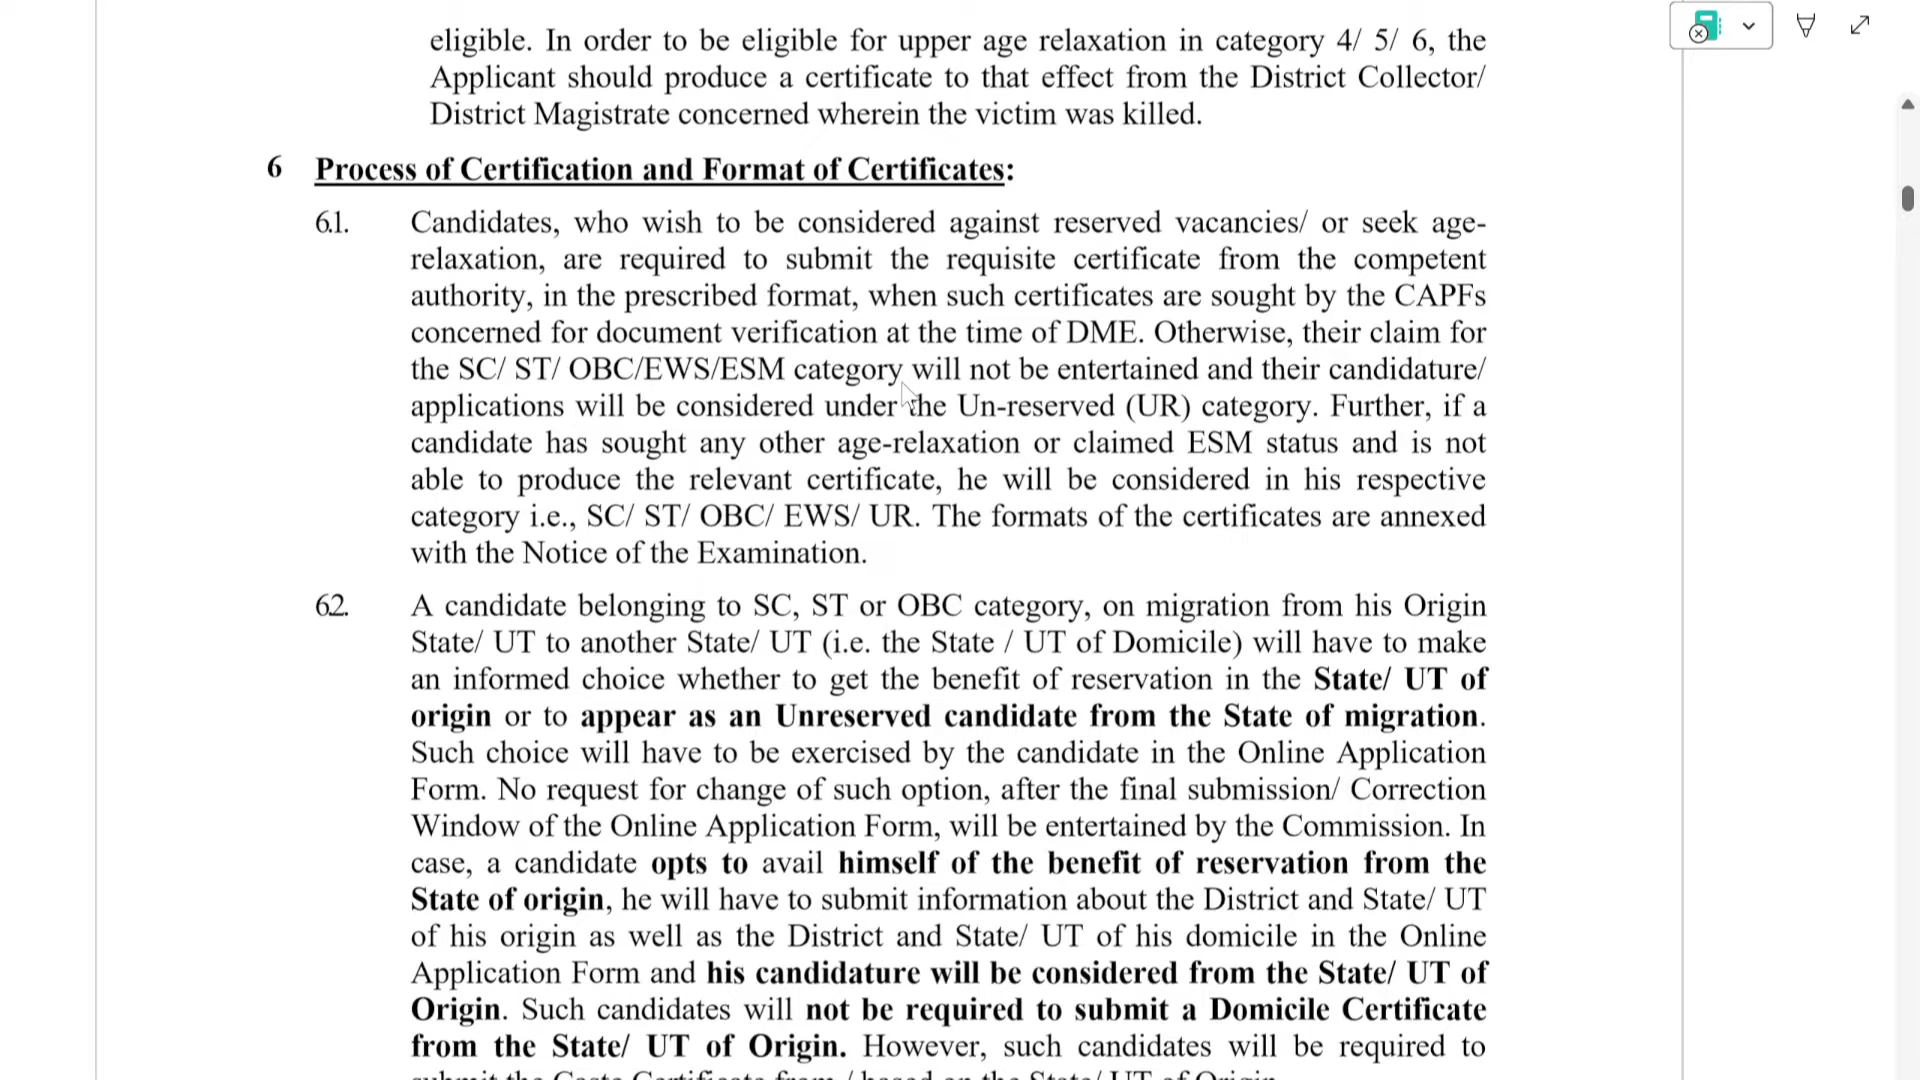 eligible. In order to be eligible for upper age relaxation in category 4/ 5/ 6, the
Applicant should produce a certificate to that effect from the District Collector/
District Magistrate concerned wherein the victim was killed.
6 Process of Certification and Format of Certificates:
6.1. Candidates, who wish to be considered against reserved vacancies/ or seek age-
relaxation, are required to submit the requisite certificate from the competent
authority, in the prescribed format, when such certificates are sought by the CAPFs
concerned for document verification at the time of DME. Otherwise, their claim for
the SC/ ST/ OBC/EWS/ESM category will not be entertained and their candidature/
applications will be considered under the Un-reserved (UR) category. Further, if a
candidate has sought any other age-relaxation or claimed ESM status and is not
able to produce the relevant certificate, he will be considered in his respective
category i.e., SC/ ST/ OBC/ EWS/ UR. The formats of the certificates are annexed
with the Notice of the Examination.
6.2. A candidate belonging to SC, ST or OBC category, on migration from his Origin
State/ UT to another State/ UT (i.e. the State / UT of Domicile) will have to make
an informed choice whether to get the benefit of reservation in the State/ UT of
origin or to appear as an Unreserved candidate from the State of migration.
Such choice will have to be exercised by the candidate in the Online Application
Form. No request for change of such option, after the final submission/ Correction
Window of the Online Application Form, will be entertained by the Commission. In
case, a candidate opts to avail himself of the benefit of reservation from the
State of origin, he will have to submit information about the District and State/ UT
of his origin as well as the District and State/ UT of his domicile in the Online
Application Form and his candidature will be considered from the State/ UT of
Origin. Such candidates will not be required to submit a Domicile Certificate
from the State/ UT of Origin. However, such candidates will be required to
submit the Caste Certificate from / based on the State/ UT of Origin